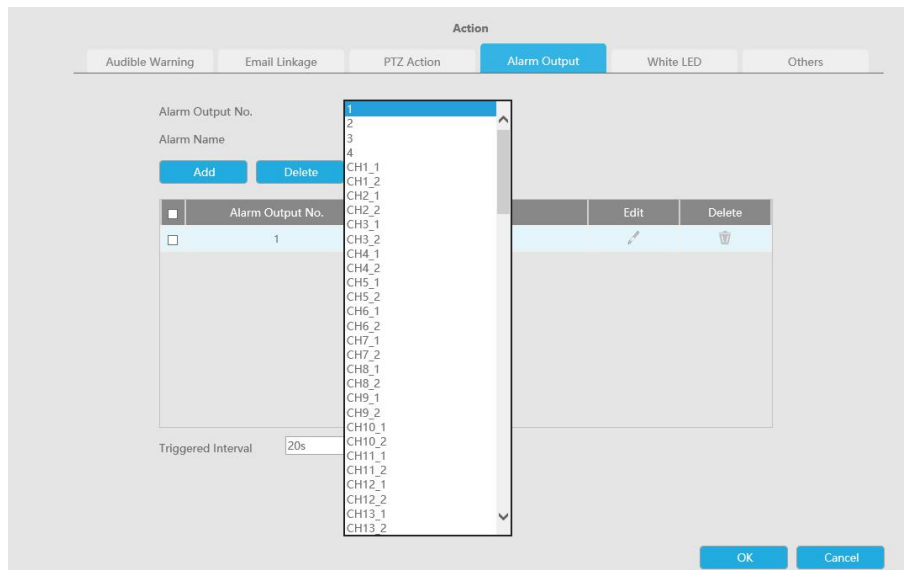 Action
Audible Warning Email Linkage PTZ Action Alarm Output White LED Others
Alarm Output No.
1
2
Alarm Name
3
4
Add Delete
CH1_1
CH1_2
CH2_1
Alarm Output No. Edit Delete
CH2_2
CH3_1
1
CH3_2
CH4_1
CH4_2
CH5_1
CH5_2
CH6_1
CH6_2
CH7_1
CH7_2
CH8_1
CH8_2
CH9_1
CH9_2
CH10_1
Triggered Interval 20s
CH10_2
CH11_1
CH11_2
CH12_1
CH12_2
CH13_1
CH13_2
OK Cancel